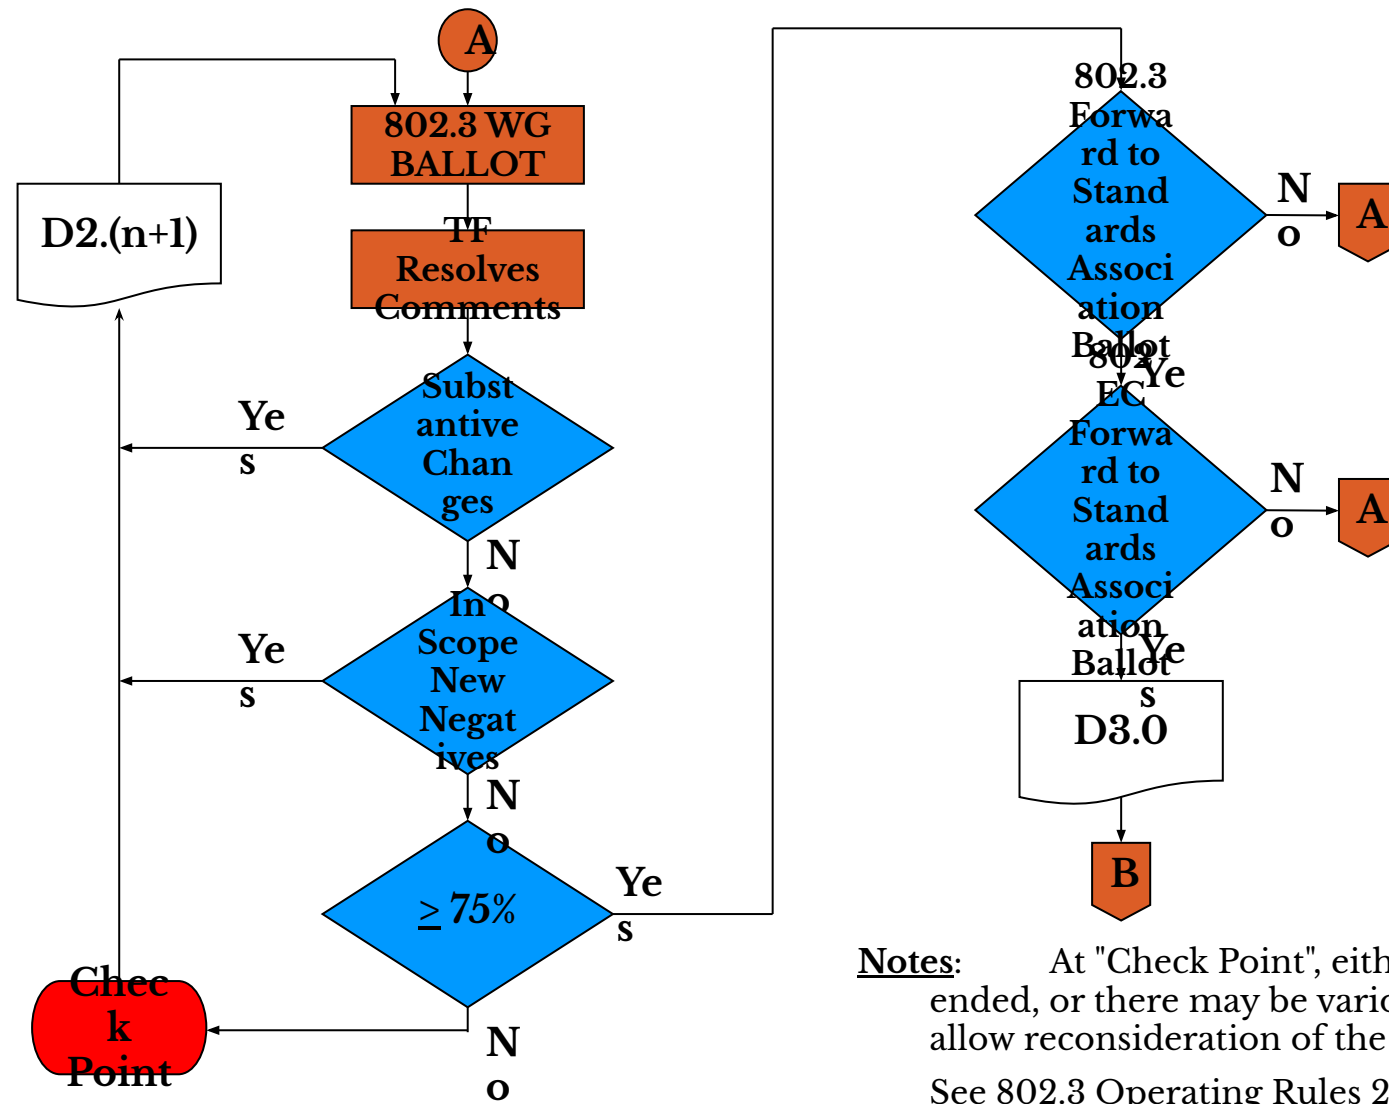 A
802.3 WG
BALLOT
D2.(n+1)
TF
Resolves
Comments
Subst
antive
Chan
ges
Ye
s
N
o
In
Scope
New
Negat
ives
Ye
s
N
o
≥ 75%
Ye
s
N
o
Chec
k
Point
802.3
Forwa
rd to
Stand
ards
Associ
ation
Ballot
N
o
A
Ye
802
EC
Forwa
rd to
Stand
ards
Associ
ation
Ballot
N
o
A
Ye
s
D3.0
B
Notes: At "Check Point",
ended, or there may be
allow reconsideration of the
See 802.3 Operating Rules